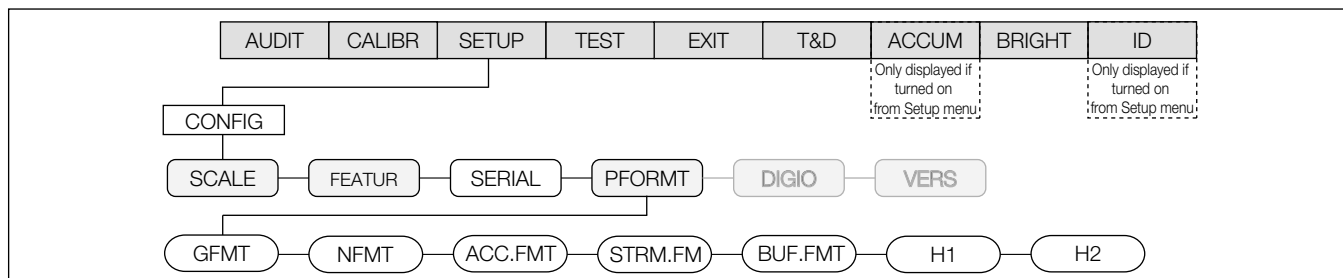 AUDIT CALIBR SETUP TEST EXIT T&D ACCUM BRIGHT ID
Only displayed if
turned on
from Setup menu
Only displayed if
turned on
from Setup menu
CONFIG
SCALE FEATUR SERIAL PFORMT DIGIO VERS
GFMT NFMT ACC.FMT STRM.FM BUF.FMT H1 H2